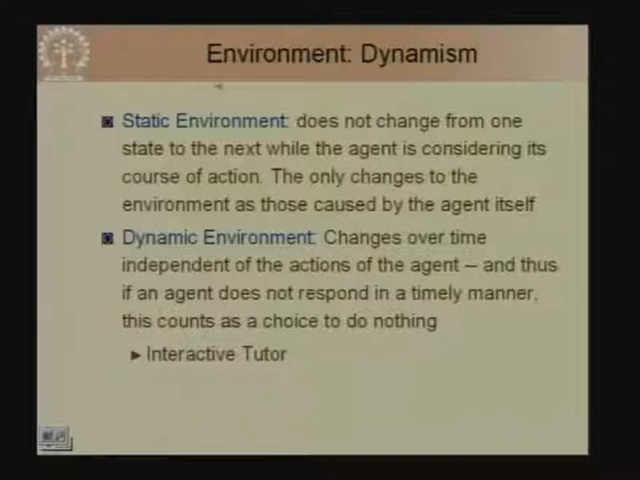 Environment: Dynamism
Static Environment: does not change from one
state to the next while the agent is considering its
course of action. The only changes to the
environment as those caused by the agent itself
Dynamic Environment: Changes over time
independent of the actions of the agent -- and thus
if an agent does not respond in a timely manner,
this counts as a choice to do nothing
Interactive Tutor